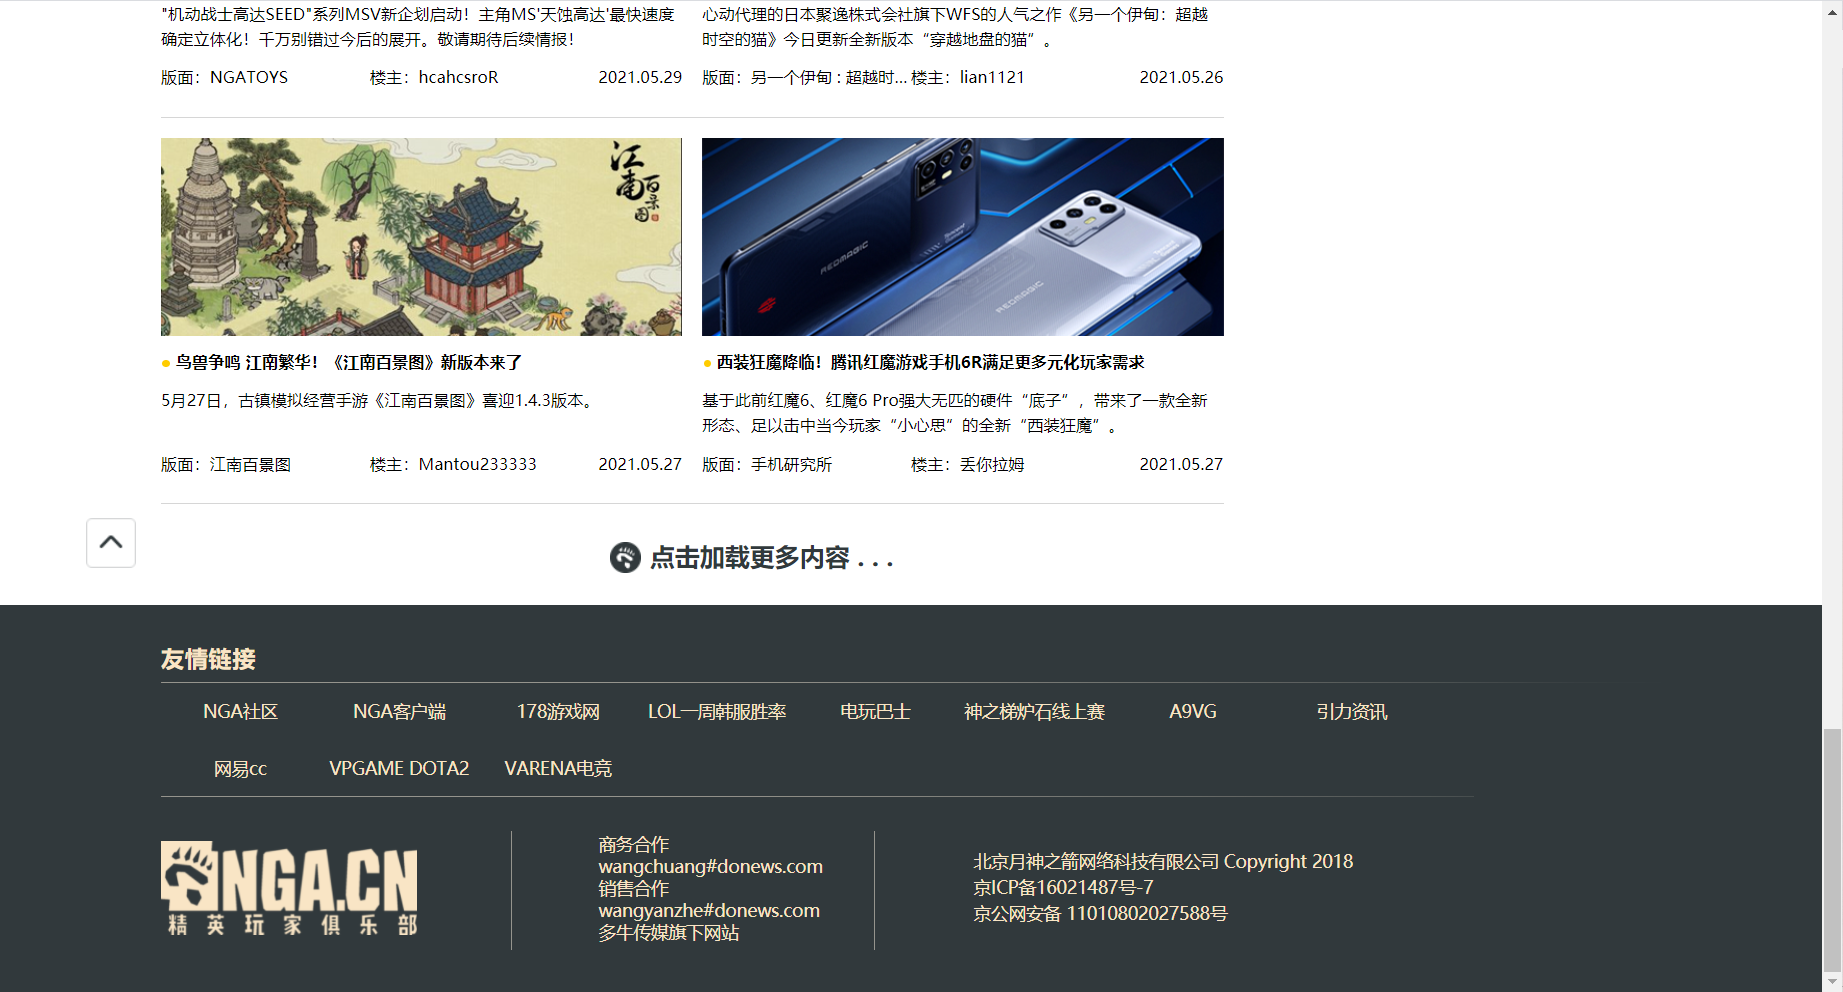 "机动战士高达SEED"系列MSV新企划启动！主角MS'天蚀高达'最快速度
确定立体化！千万别错过今后的展开。敬请期待后续情报！
版面：NGATOYS 楼主：hcahcsroR 2021.05.29
心动代理的日本聚逸株式会社旗下WFS的人气之作《另一个伊甸：超越
时空的猫》今日更新全新版本“穿越地盘的猫”。
版面：另一个伊甸 : 超越时... 楼主：lian1121 2021.05.26
江南
百景图
REDMAGIC
REDMAGIC
鸟兽争鸣 江南繁华！《江南百景图》新版本来了
5月27日，古镇模拟经营手游《江南百景图》喜迎1.4.3版本。
版面：江南百景图 楼主：Mantou233333 2021.05.27
西装狂魔降临！腾讯红魔游戏手机6R满足更多元化玩家需求
基于此前红魔6、红魔6 Pro强大无匹的硬件“底子”，带来了一款全新
形态、足以击中当今玩家“小心思”的全新“西装狂魔”。
版面：手机研究所 楼主：丢你拉姆 2021.05.27
点击加载更多内容 . . .
友情链接
NGA社区 NGA客户端 178游戏网 LOL一周韩服胜率 电玩巴士 神之梯炉石线上赛 A9VG 引力资讯
网易cc VPGAME DOTA2 VARENA电竞
NGA.CN
精英玩家俱乐部
商务合作
wangchuang#donews.com
销售合作
wangyanzhe#donews.com
多牛传媒旗下网站
北京月神之箭网络科技有限公司 Copyright 2018
京ICP备16021487号-7
京公网安备 11010802027588号